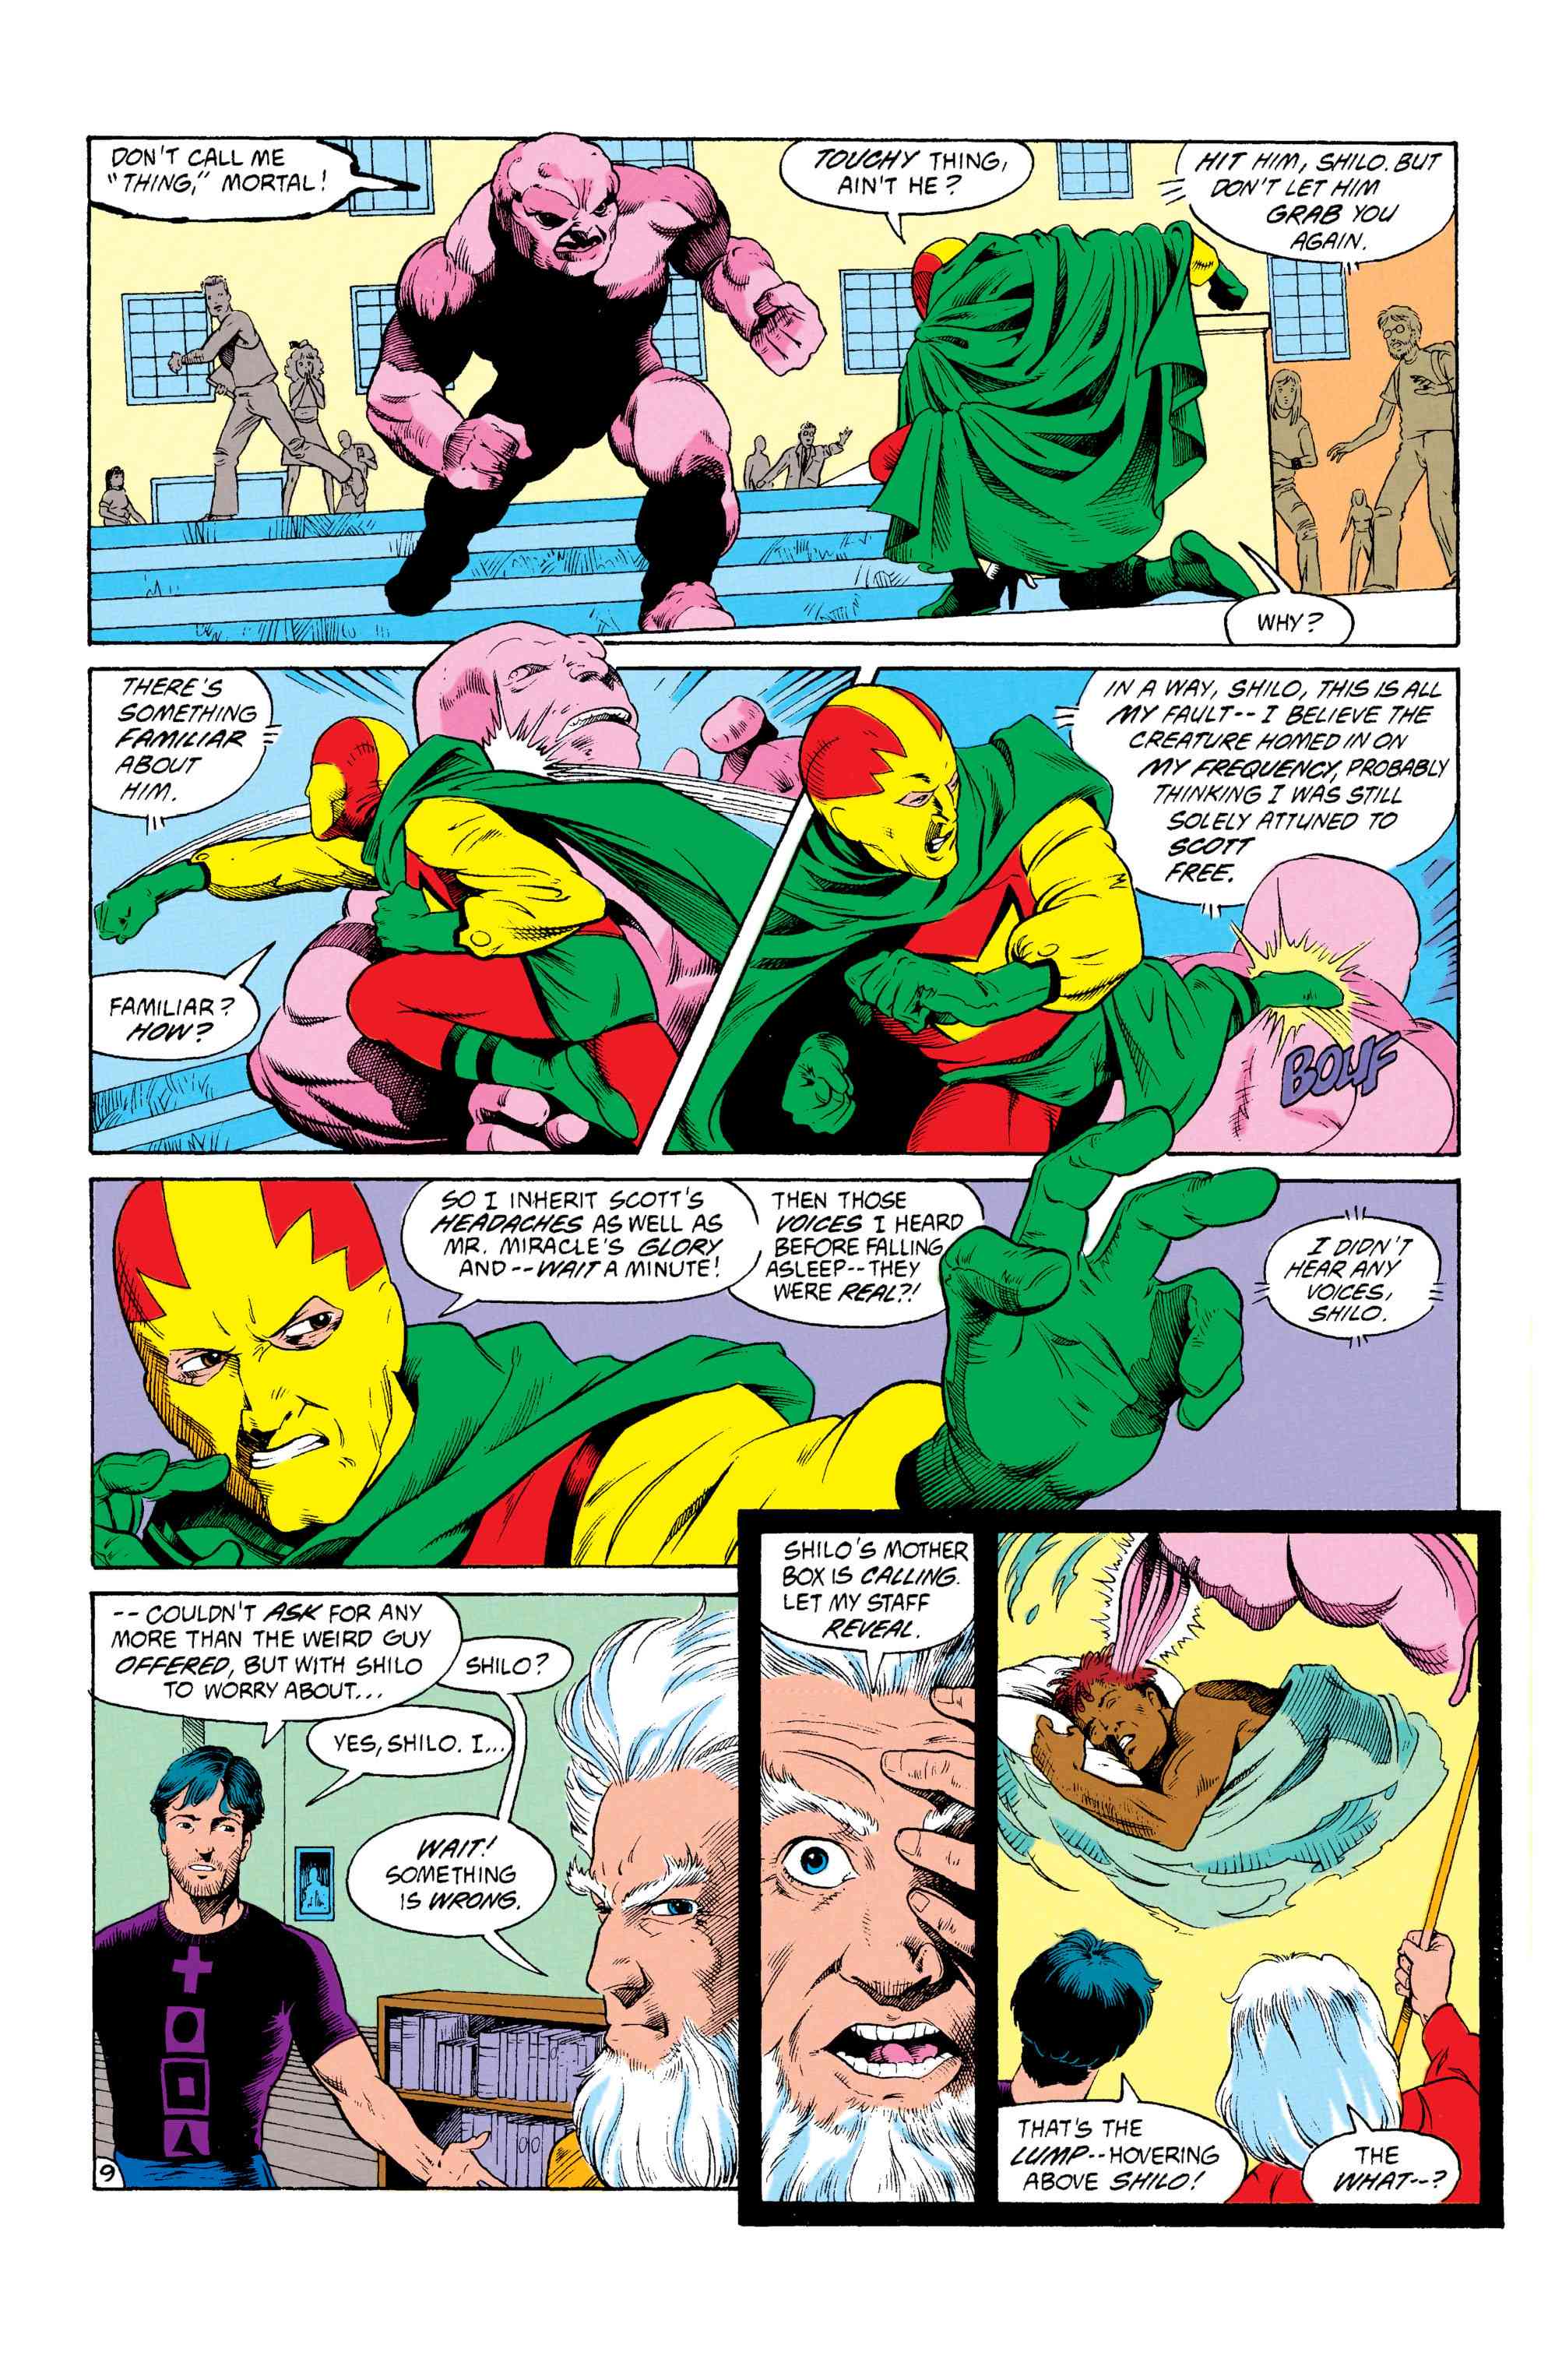 DON'T CALL ME
"THING," MORTAL!
TOUCHY THING,
AIN'T HE?
HIT HIM, SHILO. BUT
DON'T LET HIM
GRAB YOU
AGAIN.
WHY?
THERE'S
SOMETHING
FAMILIAR
ABOUT
HIM.
FAMILIAR?
HOW?
IN A WAY, SHILO, THIS IS ALL
MY FAULT-- I BELIEVE THE
CREATURE HOMED IN ON
MY FREQUENCY, PROBABLY
THINKING I WAS STILL
SOLELY ATTUNED TO
SCOTT
FREE.
BOUF
SO I INHERIT SCOTT'S
HEADACHES AS WELL AS
MR. MIRACLE'S GLORY
AND--WAIT A MINUTE!
THEN THOSE
VOICES I HEARD
BEFORE FALLING
ASLEEP--THEY
WERE REAL?!
I DIDN'T
HEAR ANY
VOICES,
SHILO.
-- COULDN'T ASK FOR ANY
MORE THAN THE WEIRD GUY
OFFERED, BUT WITH SHILO
TO WORRY ABOUT...
SHILO?
YES, SHILO. I...
WAIT!
SOMETHING
IS WRONG.
SHILO'S MOTHER
BOX IS CALLING.
LET MY STAFF
REVEAL.
THAT'S THE
LUMP--HOVERING
ABOVE SHILO!
THE
WHAT--?
9